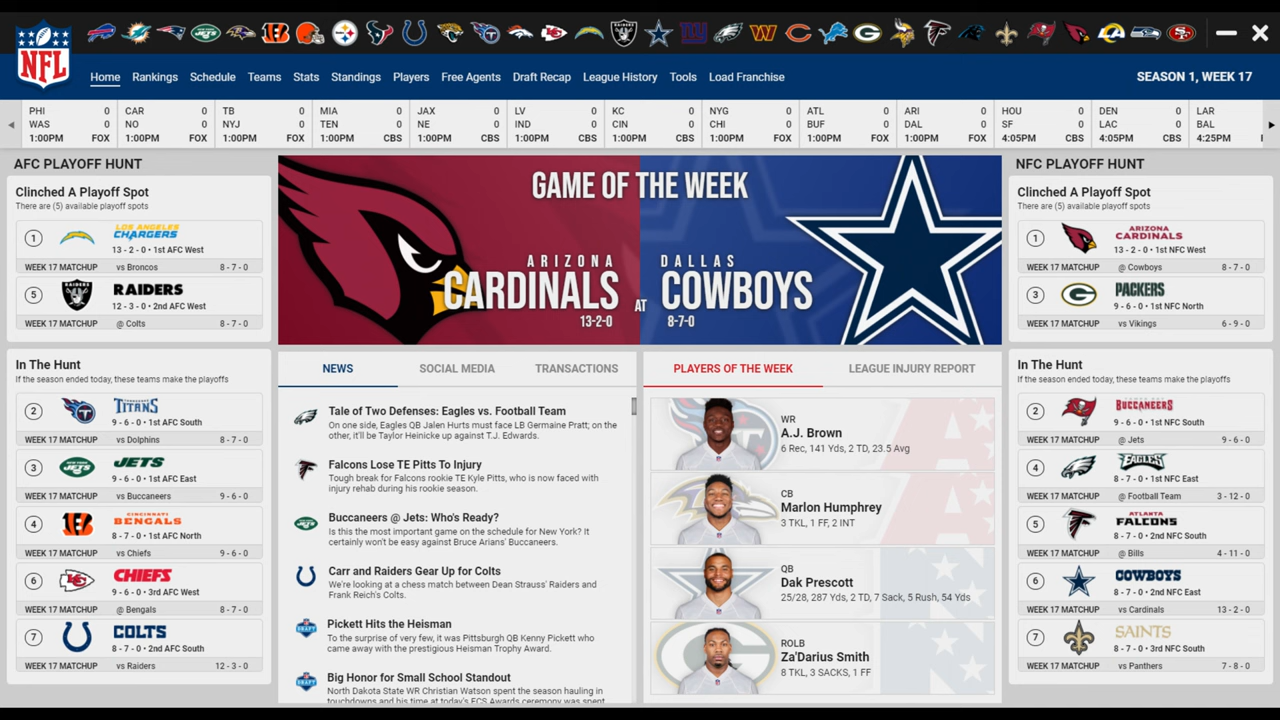 NFL
Home Rankings Schedule Teams Stats Standings Players Free Agents Draft Recap League History Tools Load Franchise
SEASON 1, WEEK 17
PHI 0
WAS 0
1:00PM FOX
CAR 0
NO 0
1:00PM FOX
TB 0
NYJ 0
1:00PM FOX
MIA 0
TEN 0
1:00PM CBS
JAX 0
NE 0
1:00PM CBS
LV 0
IND 0
1:00PM CBS
KC 0
CIN 0
1:00PM CBS
NYG 0
CHI 0
1:00PM FOX
ATL 0
BUF 0
1:00PM FOX
ARI 0
DAL 0
1:00PM FOX
HOU 0
SF 0
4:05PM CBS
DEN 0
LAC 0
4:05PM CBS
LAR
BAL
4:25PM
AFC PLAYOFF HUNT
Clinched A Playoff Spot
There are (5) available playoff spots
1 LOS ANGELES CHARGERS
13 - 2 - 0 • 1st AFC West
WEEK 17 MATCHUP vs Broncos 8 - 7 - 0
5 RAIDERS
12 - 3 - 0 • 2nd AFC West
WEEK 17 MATCHUP @ Colts 8 - 7 - 0
In The Hunt
If the season ended today, these teams make the playoffs
2 TITANS
9 - 6 - 0 • 1st AFC South
WEEK 17 MATCHUP vs Dolphins 8 - 7 - 0
3 JETS
9 - 6 - 0 • 1st AFC East
WEEK 17 MATCHUP vs Buccaneers 9 - 6 - 0
4 CINCINNATI BENGALS
8 - 7 - 0 • 1st AFC North
WEEK 17 MATCHUP vs Chiefs 9 - 6 - 0
6 CHIEFS
9 - 6 - 0 • 3rd AFC West
WEEK 17 MATCHUP @ Bengals 8 - 7 - 0
7 COLTS
8 - 7 - 0 • 2nd AFC South
WEEK 17 MATCHUP vs Raiders 12 - 3 - 0
GAME OF THE WEEK
ARIZONA
CARDINALS
13-2-0
AT
DALLAS
COWBOYS
8-7-0
NEWS SOCIAL MEDIA TRANSACTIONS
Tale of Two Defenses: Eagles vs. Football Team
On one side, Eagles QB Jalen Hurts must face LB Germaine Pratt; on the
other, it'll be Taylor Heinicke up against T.J. Edwards.
Falcons Lose TE Pitts To Injury
Tough break for Falcons rookie TE Kyle Pitts, who is now faced with
injury rehab during his rookie season.
Buccaneers @ Jets: Who's Ready?
Is this the most important game on the schedule for New York? It
certainly won't be easy against Bruce Arians' Buccaneers.
Carr and Raiders Gear Up for Colts
We're looking at a chess match between Dean Strauss' Raiders and
Frank Reich's Colts.
DRAFT
Pickett Hits the Heisman
To the surprise of very few, it was Pittsburgh QB Kenny Pickett who
came away with the prestigious Heisman Trophy Award.
DRAFT
Big Honor for Small School Standout
North Dakota State WR Christian Watson spent the season hauling in
touchdowns and his time at today's FCS Awards ceremony was spent
PLAYERS OF THE WEEK LEAGUE INJURY REPORT
WR
A.J. Brown
6 Rec, 141 Yds, 2 TD, 23.5 Avg
CB
Marlon Humphrey
3 TKL, 1 FF, 2 INT
QB
Dak Prescott
25/28, 287 Yds, 2 TD, 7 Sack, 5 Rush, 54 Yds
ROLB
Za'Darius Smith
8 TKL, 3 SACKS, 1 FF
NFC PLAYOFF HUNT
Clinched A Playoff Spot
There are (5) available playoff spots
1 ARIZONA CARDINALS
13 - 2 - 0 • 1st NFC West
WEEK 17 MATCHUP @ Cowboys 8 - 7 - 0
3 PACKERS
9 - 6 - 0 • 1st NFC North
WEEK 17 MATCHUP vs Vikings 6 - 9 - 0
In The Hunt
If the season ended today, these teams make the playoffs
2 BUCCANEERS
9 - 6 - 0 • 1st NFC South
WEEK 17 MATCHUP @ Jets 9 - 6 - 0
4 EAGLES
8 - 7 - 0 • 1st NFC East
WEEK 17 MATCHUP @ Football Team 3 - 12 - 0
5 ATLANTA FALCONS
8 - 7 - 0 • 2nd NFC South
WEEK 17 MATCHUP @ Bills 4 - 11 - 0
6 COWBOYS
8 - 7 - 0 • 2nd NFC East
WEEK 17 MATCHUP vs Cardinals 13 - 2 - 0
7 SAINTS
8 - 7 - 0 • 3rd NFC South
WEEK 17 MATCHUP vs Panthers 7 - 8 - 0